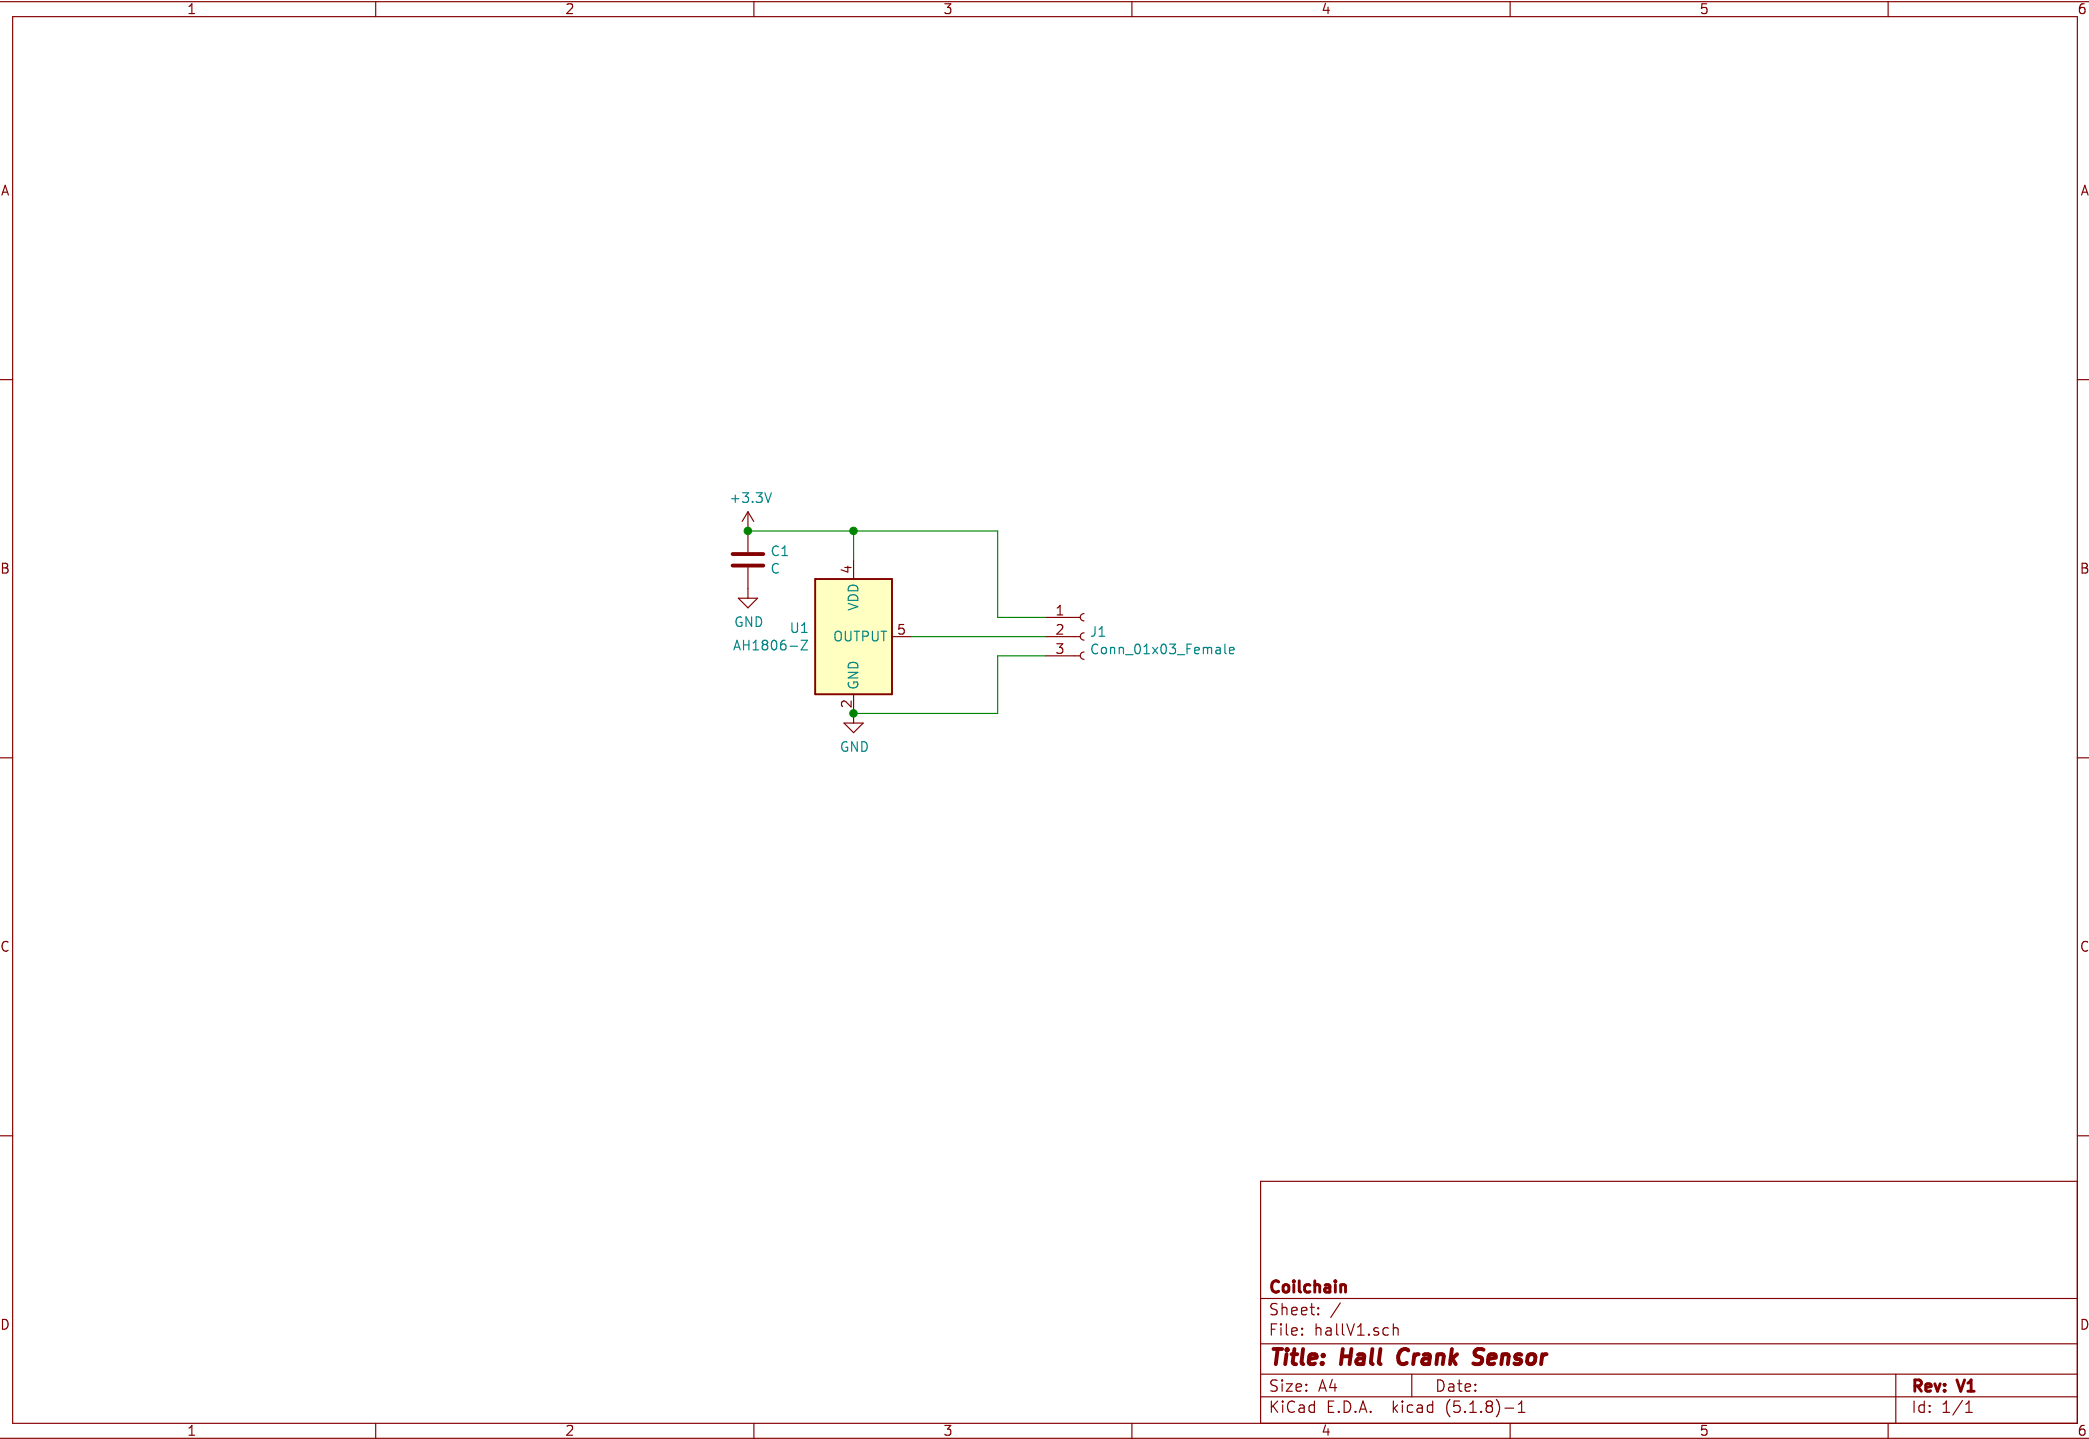 1 2 3 4 5 6
A A
+3.3V
C1
C
GND
4
VDD
U1
AH1806-Z
OUTPUT 5
GND
2
GND
1
2
3
J1
Conn_01x03_Female
B B
C C
Coilchain
Sheet: /
File: hallV1.sch
D D
Title: Hall Crank Sensor
Size: A4 Date: Rev: V1
KiCad E.D.A. kicad (5.1.8)-1 Id: 1/1
1 2 3 4 5 6